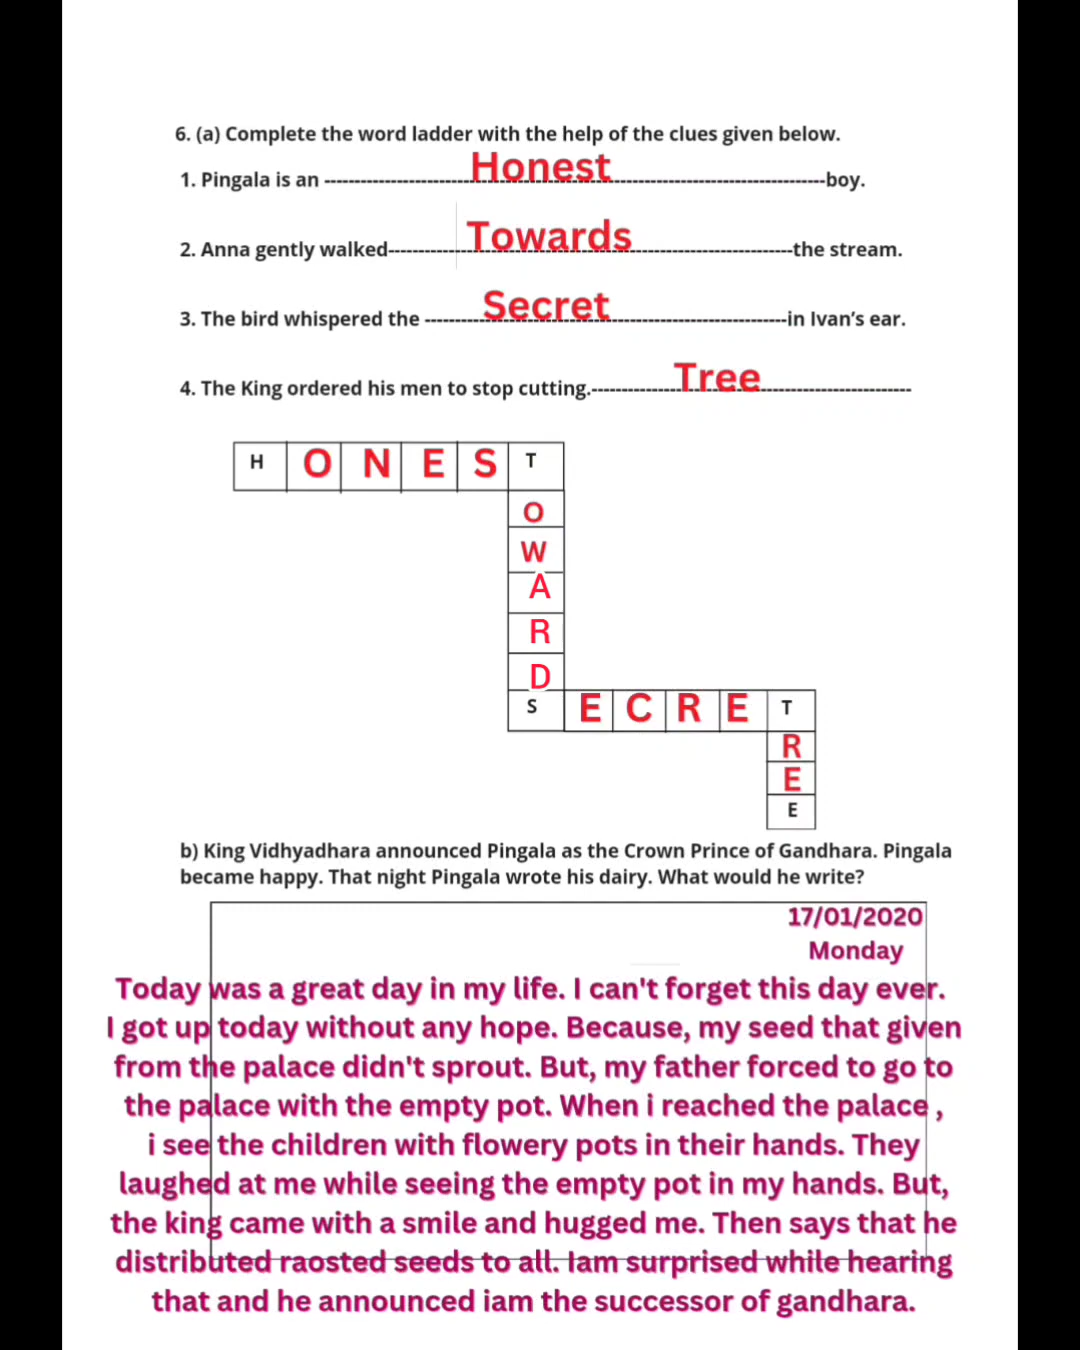 6. (a) Complete the word ladder with the help of the clues given below.
1. Pingala is an ---Honest---boy.
2. Anna gently walked---Towards---the stream.
3. The bird whispered the ---Secret---in Ivan's ear.
4. The King ordered his men to stop cutting.---Tree---
H O N E S T
O
W
A
R
D
S E C R E T
R
E
E
b) King Vidhyadhara announced Pingala as the Crown Prince of Gandhara. Pingala
became happy. That night Pingala wrote his dairy. What would he write?
17/01/2020
Monday
Today was a great day in my life. I can't forget this day ever.
I got up today without any hope. Because, my seed that given
from the palace didn't sprout. But, my father forced to go to
the palace with the empty pot. When i reached the palace ,
i see the children with flowery pots in their hands. They
laughed at me while seeing the empty pot in my hands. But,
the king came with a smile and hugged me. Then says that he
distributed raosted seeds to all. Iam surprised while hearing
that and he announced iam the successor of gandhara.